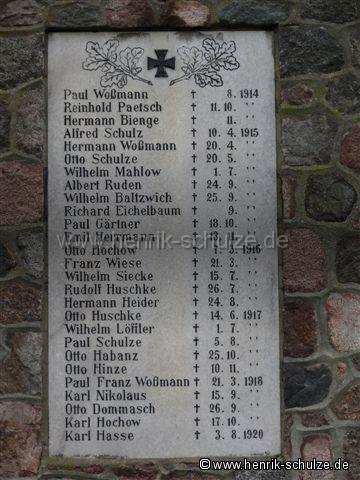 Paul Woßmann † 8. 1914
Reinhold Paetsch † 11. 10. ʺ
Hermann Bienge † 11. ʺ
Alfred Schulz † 10. 4. 1915
Hermann Woßmann † 20. 4. ʺ
Otto Schulze † 20. 5. ʺ
Wilhelm Mahlow † 1. 7. ʺ
Albert Ruden † 24. 9. ʺ
Wilhelm Baltzwich † 25. 9. ʺ
Richard Eichelbaum † 9. ʺ
Paul Gärtner † 18. 10. ʺ
Emil Herrmann † 13. 11. ʺ
Otto Hochow † 1. 3. 1916
Franz Wiese † 21. 3. ʺ
Wilhelm Siecke † 15. 7. ʺ
Rudolf Huschke † 26. 7. ʺ
Hermann Heider † 24. 8. ʺ
Otto Huschke † 14. 6. 1917
Wilhelm Löffler † 1. 7. ʺ
Paul Schulze † 5. 8. ʺ
Otto Habanz † 25. 10. ʺ
Otto Hinze † 10. 11. ʺ
Paul Franz Woßmann † 21. 3. 1918
Karl Nikolaus † 15. 9. ʺ
Otto Dommasch † 26. 9. ʺ
Karl Hochow † 17. 10. ʺ
Karl Hasse † 3. 8. 1920
© www.henrik-schulze.de
© www.henrik-schulze.de